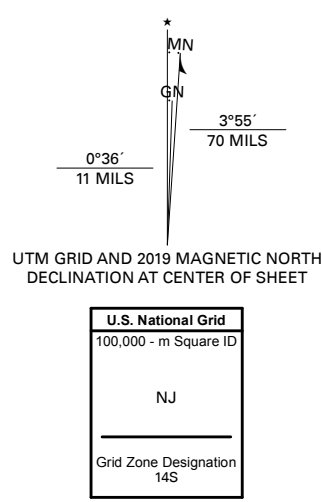 ★
MN
GN
3°55´
70 MILS
0°36´
11 MILS
UTM GRID AND 2019 MAGNETIC NORTH
DECLINATION AT CENTER OF SHEET
U.S. National Grid
100,000 - m Square ID
NJ
Grid Zone Designation
14S